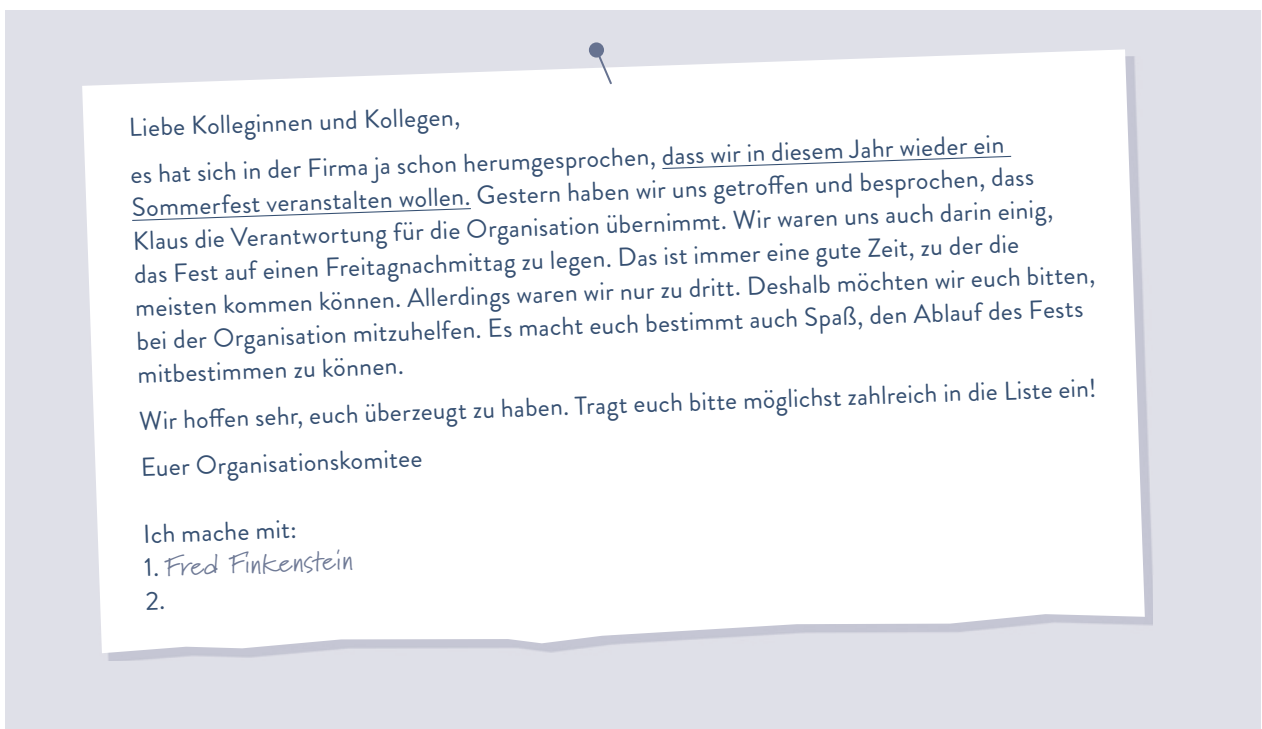 Liebe Kolleginnen und Kollegen,
es hat sich in der Firma ja schon herumgesprochen, dass wir in diesem Jahr wieder ein
Sommerfest veranstalten wollen. Gestern haben wir uns getroffen und besprochen, dass
Klaus die Verantwortung für die Organisation übernimmt. Wir waren uns auch darin einig,
das Fest auf einen Freitagnachmittag zu legen. Das ist immer eine gute Zeit, zu der die
meisten kommen können. Allerdings waren wir nur zu dritt. Deshalb möchten wir euch bitten,
bei der Organisation mitzuhelfen. Es macht euch bestimmt auch Spaß, den Ablauf des Fests
mitbestimmen zu können.
Wir hoffen sehr, euch überzeugt zu haben. Tragt euch bitte möglichst zahlreich in die Liste ein!
Euer Organisationskomitee
Ich mache mit:
1. Fred Finkenstein
2.